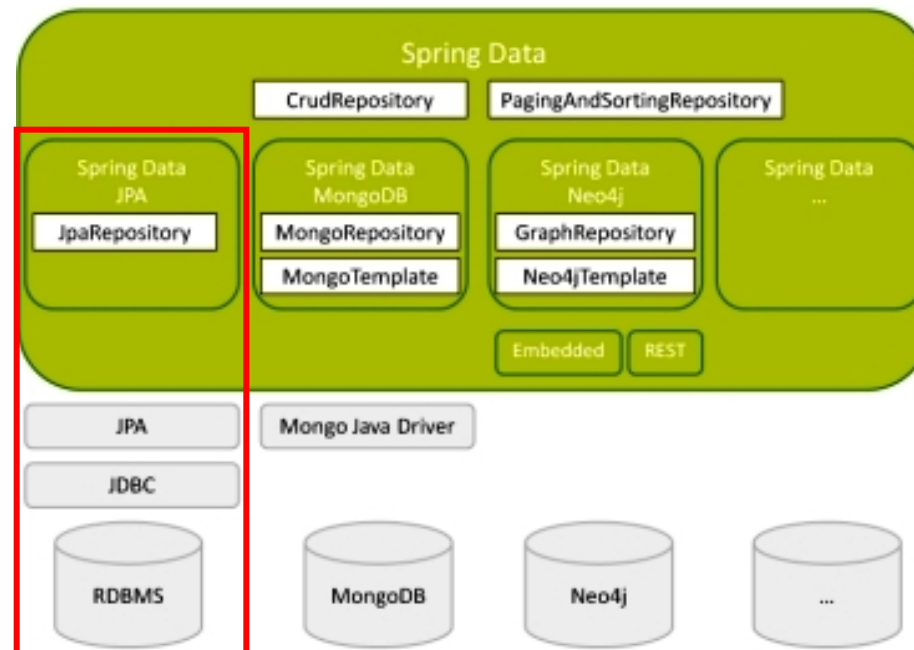 Spring Data
CrudRepository
PagingAndSortingRepository
Spring Data
JPA
JpaRepository
Spring Data
MongoDB
MongoRepository
MongoTemplate
Spring Data
Neo4j
GraphRepository
Neo4jTemplate
Spring Data
...
Embedded
REST
JPA
Mongo Java Driver
JDBC
RDBMS
MongoDB
Neo4j
...